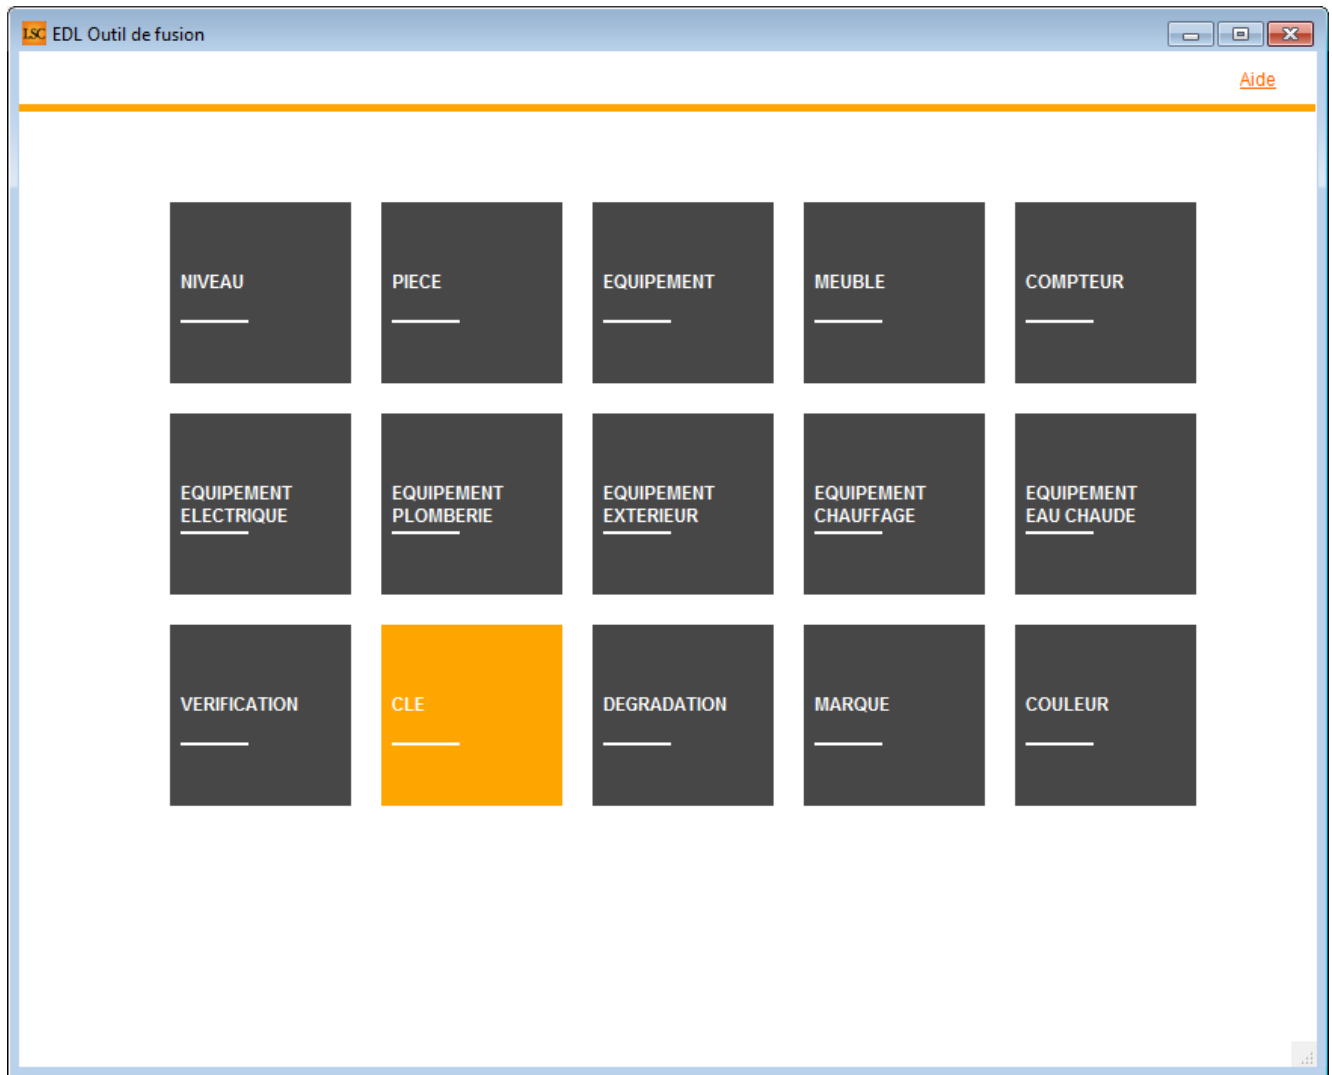 LSC EDL Outil de fusion
Aide
NIVEAU
PIECE
EQUIPEMENT
MEUBLE
COMPTEUR
EQUIPEMENT
ELECTRIQUE
EQUIPEMENT
PLOMBERIE
EQUIPEMENT
EXTERIEUR
EQUIPEMENT
CHAUFFAGE
EQUIPEMENT
EAU CHAUDE
VERIFICATION
CLE
DEGRADATION
MARQUE
COULEUR